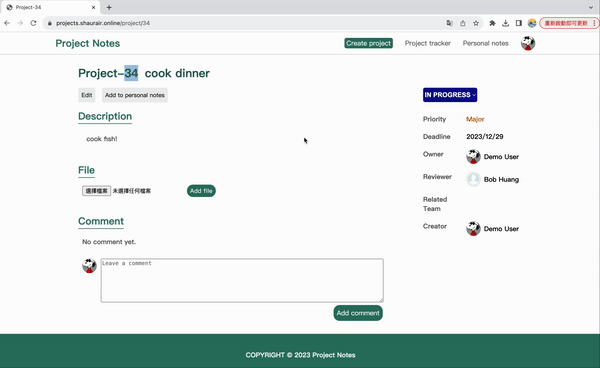 Project-34
projects.shaurair.online/project/34
重新啟動即可更新
Project Notes
Create project
Project tracker
Personal notes
Project-34 cook dinner
Edit
Add to personal notes
IN PROGRESS
Description
cook fish!
Priority
Major
Deadline
2023/12/29
Owner
Demo User
Reviewer
Bob Huang
Related
Team
Creator
Demo User
File
選擇檔案 未選擇任何檔案
Add file
Comment
No comment yet.
Leave a comment
Add comment
COPYRIGHT © 2023 Project Notes